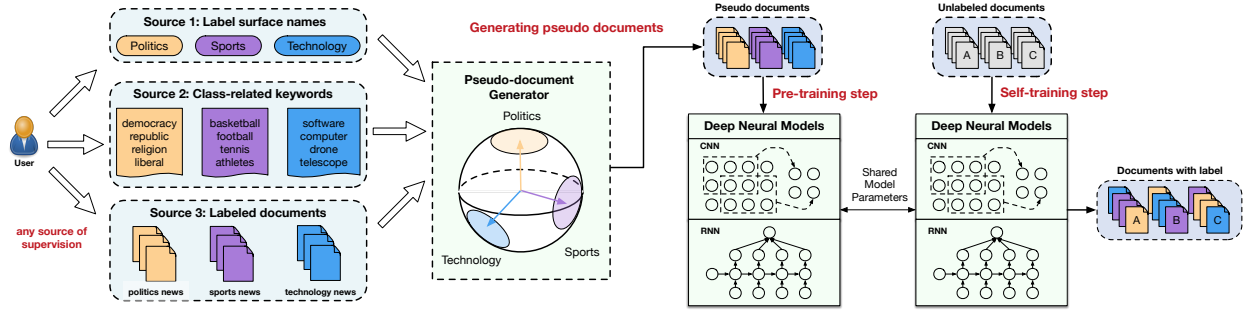 User
any source of
supervision
Source 1: Label surface names
Politics
Sports
Technology
Source 2: Class-related keywords
democracy
republic
religion
liberal
basketball
football
tennis
athletes
software
computer
drone
telescope
Source 3: Labeled documents
politics news
sports news
technology news
Generating pseudo documents
Pseudo-document
Generator
Politics
Technology
Sports
Pseudo documents
Pre-training step
Deep Neural Models
CNN
RNN
Shared
Model
Parameters
Unlabeled documents
A
B
C
Self-training step
Deep Neural Models
CNN
RNN
Documents with label
A
B
C